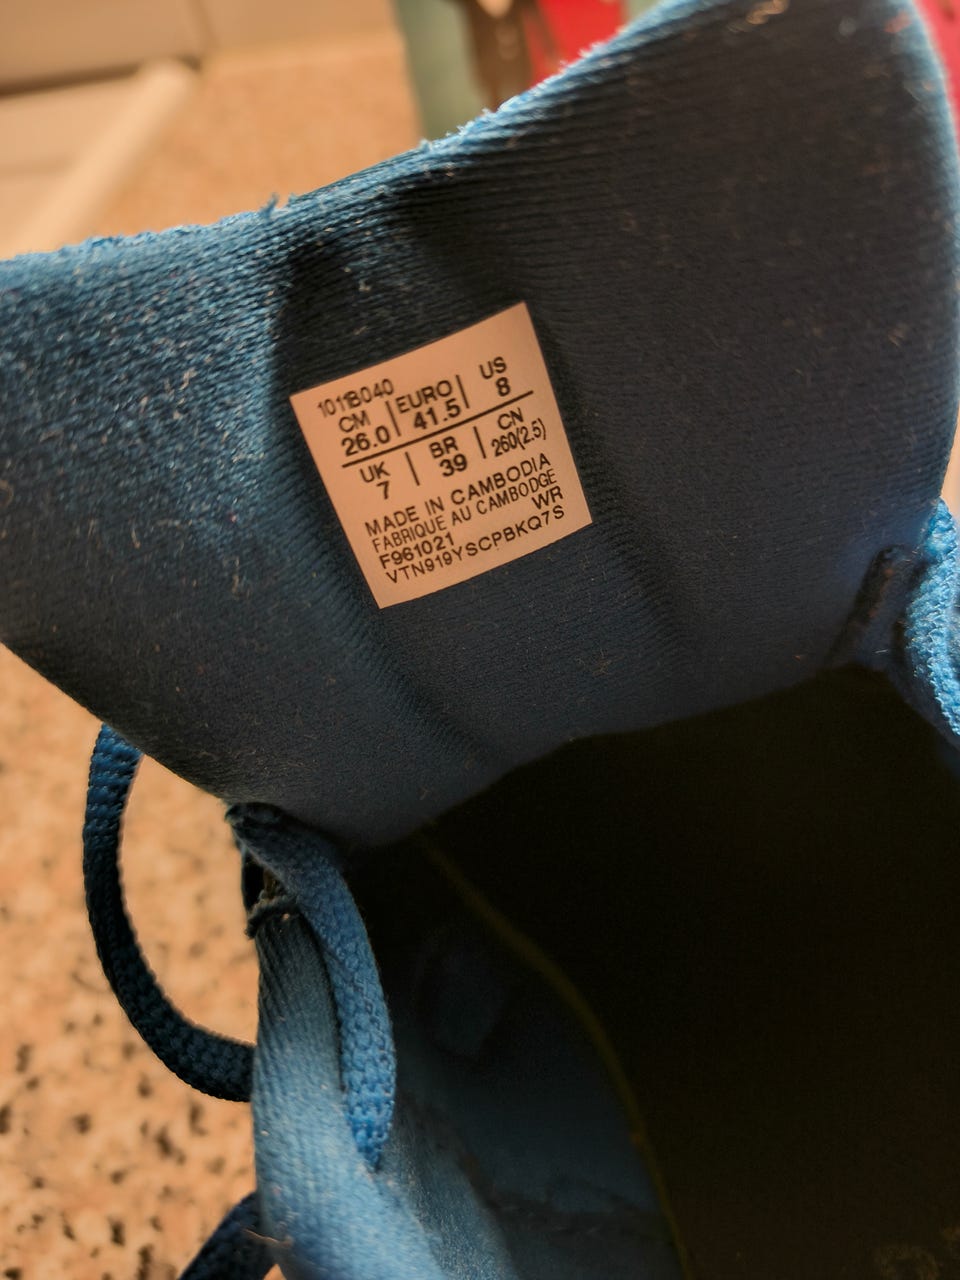 1011B040
CM | EURO | US
26.0 | 41.5 | 8
UK | BR | CN
7 | 39 | 260(2.5)
MADE IN CAMBODIA
FABRIQUE AU CAMBODGE
F961021 WR
VTN919YSCPBKQ7S